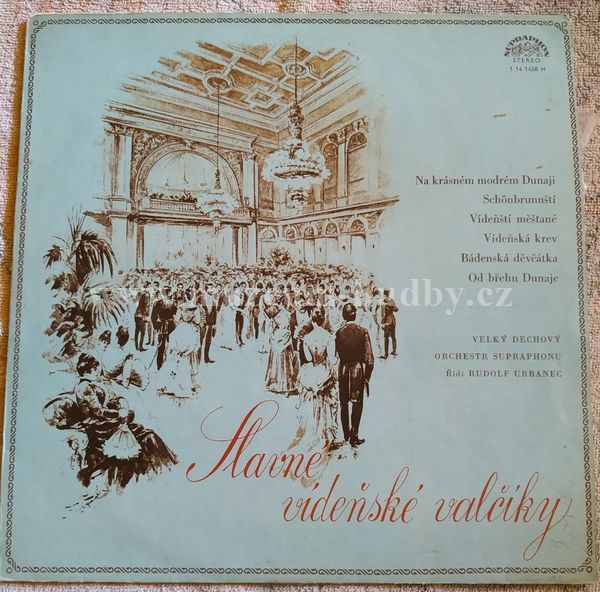 SUPRAPHON
STEREO
1 14 1458 H
Na krásném modrém Dunaji
Schönbrunnští
Vídeňští měšťané
Vídeňská krev
Bádenská děvčátka
Od břehu Dunaje
VELKÝ DECHOVÝ
ORCHESTR SUPRAPHONU
Řídí RUDOLF URBANEC
Slavné
vídeňské valčíky